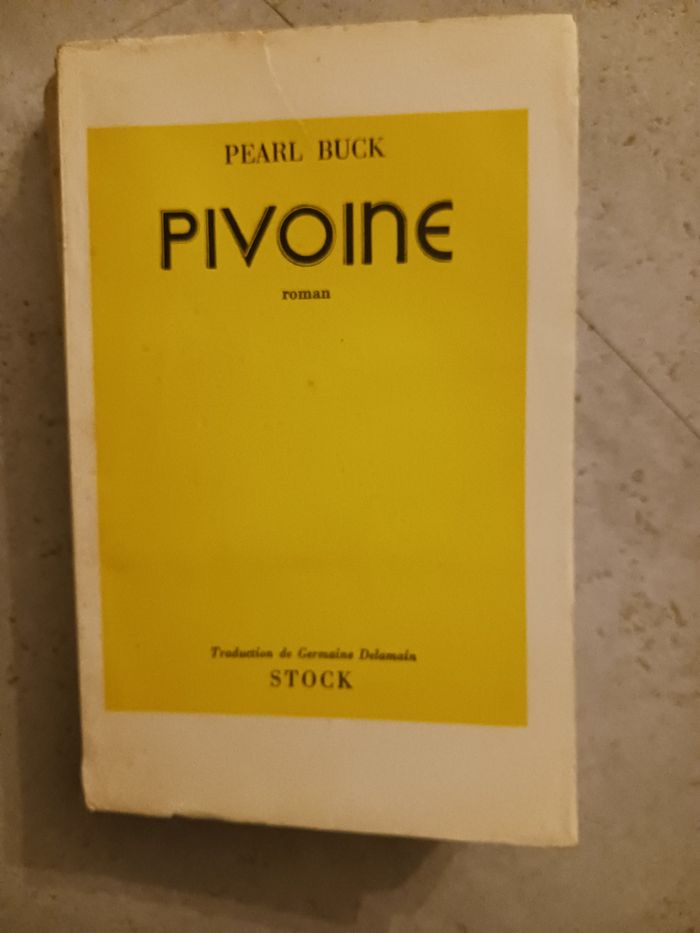 PEARL BUCK
PIVOINE
roman
Traduction de Germaine Delamain
STOCK